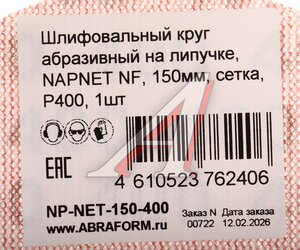 Шлифовальный круг
абразивный на липучке,
NAPNET NF, 150мм, сетка,
P400, 1шт
EAC
4 610523 762406
NP-NET-150-400
Заказ N Дата заказа
00722 12.02.2026
www.ABRAFORM.ru